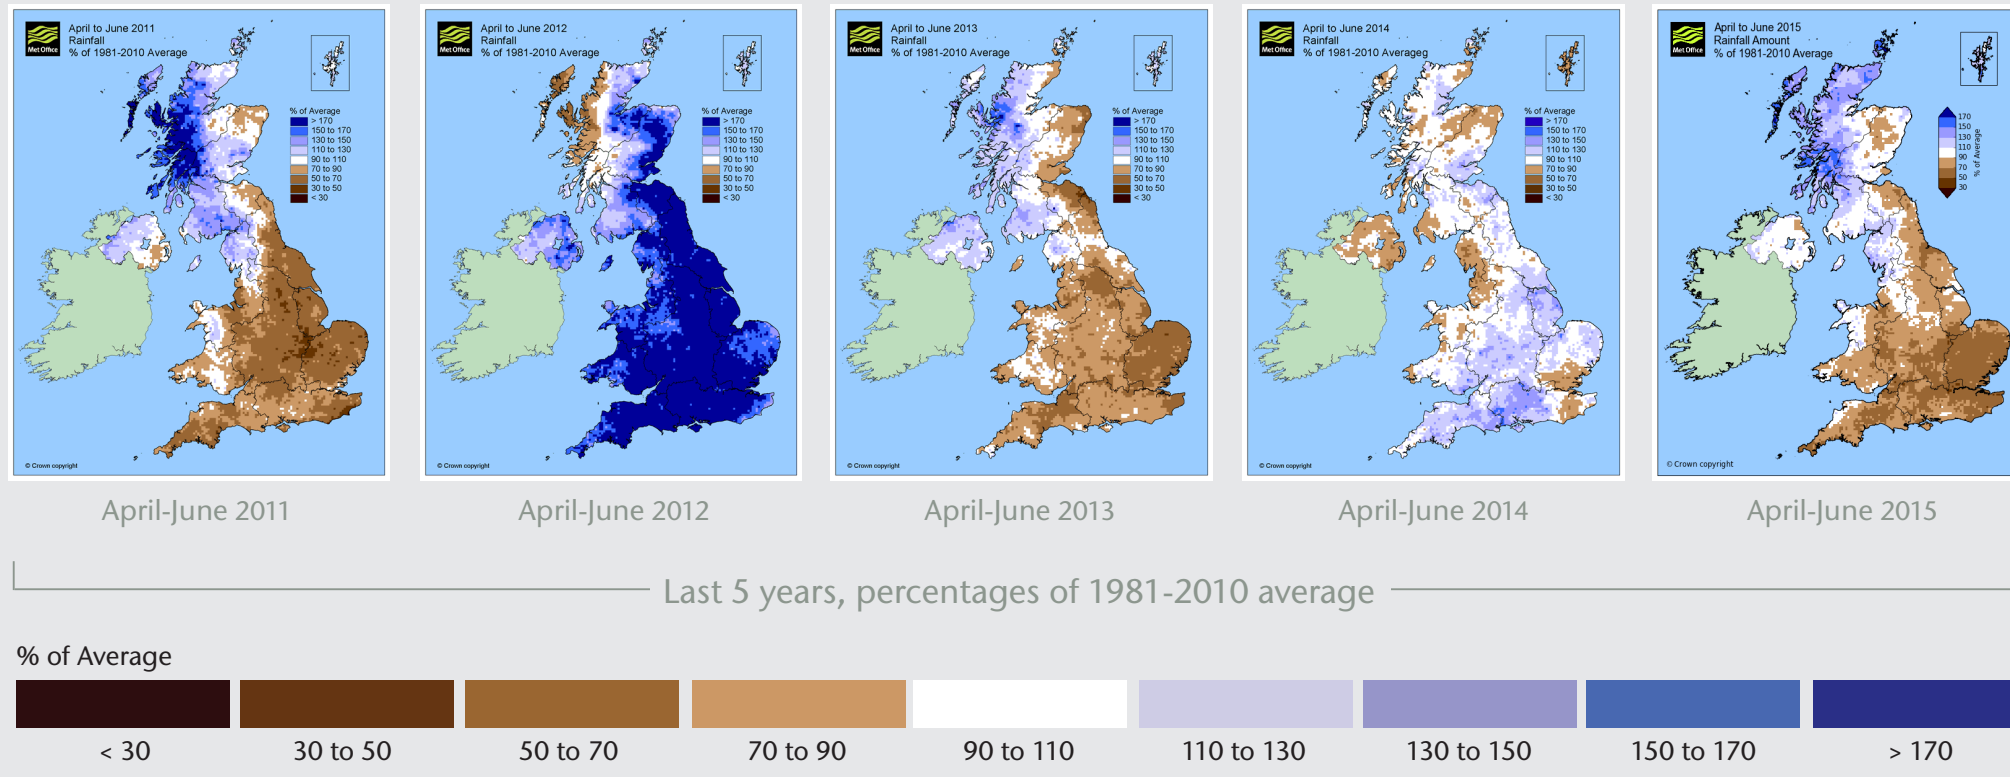 Met Office
April to June 2011
Rainfall
% of 1981-2010 Average
% of Average
> 170
150 to 170
130 to 150
110 to 130
90 to 110
70 to 90
50 to 70
30 to 50
< 30
© Crown copyright
Met Office
April to June 2012
Rainfall
% of 1981-2010 Average
% of Average
> 170
150 to 170
130 to 150
110 to 130
90 to 110
70 to 90
50 to 70
30 to 50
< 30
© Crown copyright
Met Office
April to June 2013
Rainfall
% of 1981-2010 Average
% of Average
> 170
150 to 170
130 to 150
110 to 130
90 to 110
70 to 90
50 to 70
30 to 50
< 30
© Crown copyright
Met Office
April to June 2014
Rainfall
% of 1981-2010 Averageg
% of Average
> 170
150 to 170
130 to 150
110 to 130
90 to 110
70 to 90
50 to 70
30 to 50
< 30
© Crown copyright
Met Office
April to June 2015
Rainfall Amount
% of 1981-2010 Average
170
150
130
110
90
70
50
30
% of Average
© Crown copyright
April-June 2011
April-June 2012
April-June 2013
April-June 2014
April-June 2015
Last 5 years, percentages of 1981-2010 average
% of Average
< 30
30 to 50
50 to 70
70 to 90
90 to 110
110 to 130
130 to 150
150 to 170
> 170